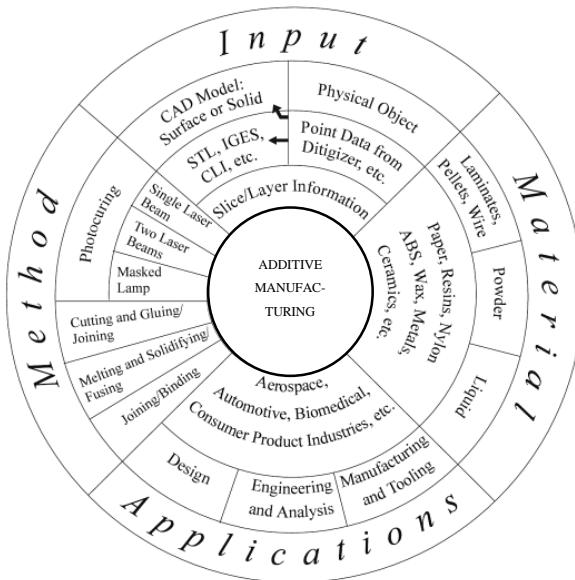 Input
CAD Model:
Surface or Solid
Physical Object
STL, IGES,
CLI, etc.
Point Data from
Ditigizer, etc.
Slice/Layer Information
Method
Photocuring
Single Laser
Beam
Two Laser
Beams
Masked
Lamp
Cutting and Gluing/
Joining
Melting and Solidifying/
Fusing
Joining/Binding
ADDITIVE
MANUFAC-
TURING
Material
Laminates,
Pellets, Wire
Powder
Liquid
Paper, Resins, Nylon
ABS, Wax, Metals,
Ceramics, etc.
Aerospace,
Automotive, Biomedical,
Consumer Product Industries, etc.
Design
Engineering
and Analysis
Manufacturing
and Tooling
Applications